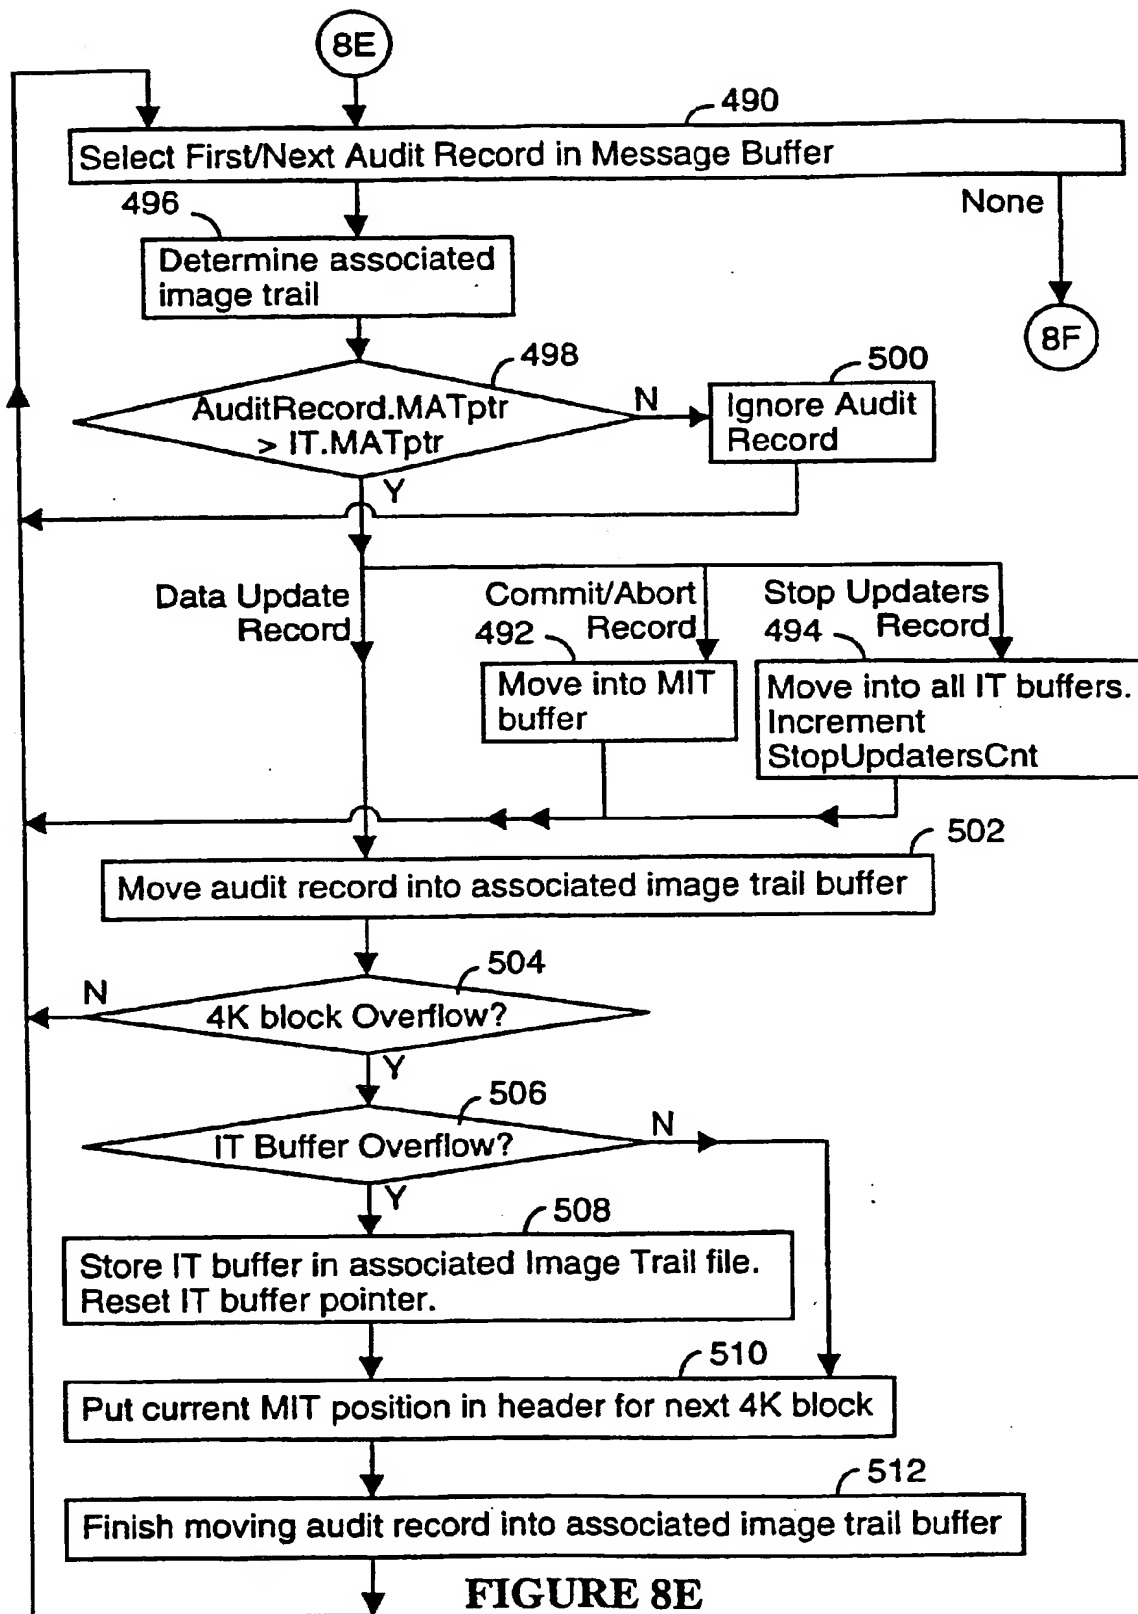 8E
490
Select First/Next Audit Record in Message Buffer
None
496
Determine associated
image trail
8F
498
AuditRecord.MATptr
> IT.MATptr
N
500
Ignore Audit
Record
Y
Data Update
Record
Commit/Abort
Record
492
Move into MIT
buffer
Stop Updaters
Record
494
Move into all IT buffers.
Increment
StopUpdatersCnt
502
Move audit record into associated image trail buffer
504
N
4K block Overflow?
Y
506
IT Buffer Overflow?
N
Y
508
Store IT buffer in associated Image Trail file.
Reset IT buffer pointer.
510
Put current MIT position in header for next 4K block
512
Finish moving audit record into associated image trail buffer
FIGURE 8E